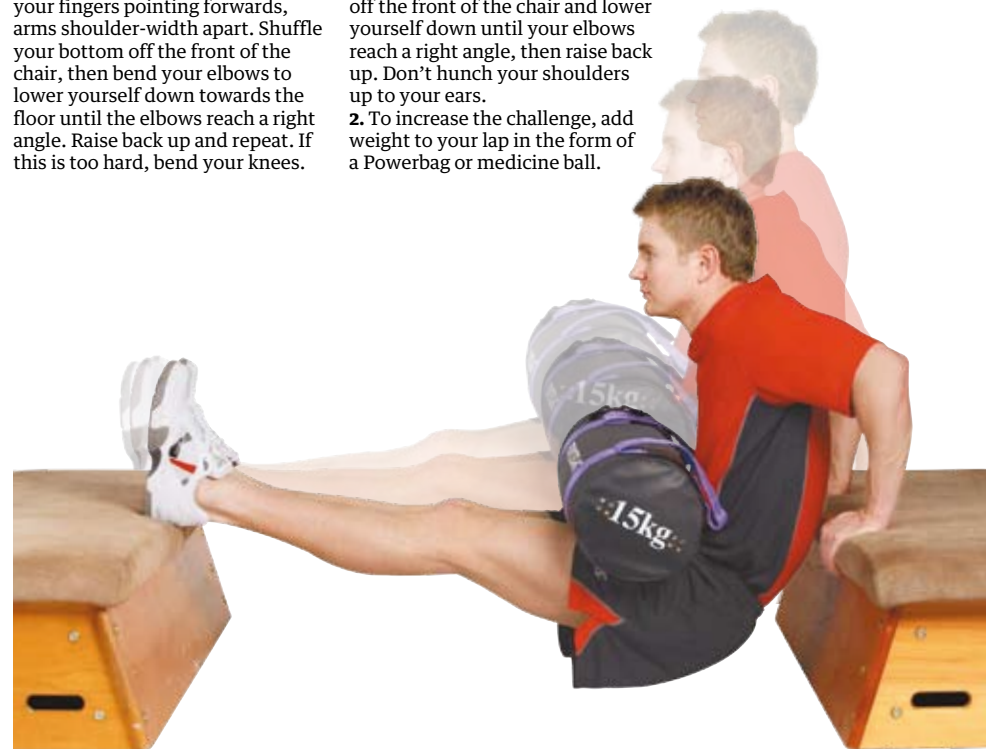 your fingers pointing forwards,
arms shoulder-width apart. Shuffle
your bottom off the front of the
chair, then bend your elbows to
lower yourself down towards the
floor until the elbows reach a right
angle. Raise back up and repeat. If
this is too hard, bend your knees.
off the front of the chair and lower
yourself down until your elbows
reach a right angle, then raise back
up. Don’t hunch your shoulders
up to your ears.
2. To increase the challenge, add
weight to your lap in the form of
a Powerbag or medicine ball.
15kg
15kg